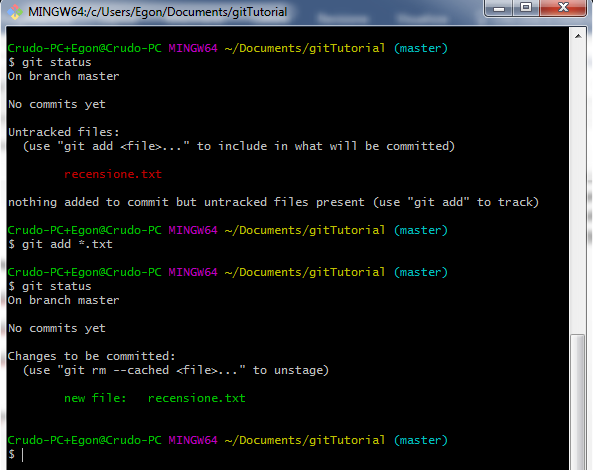 MINGW64:/c/Users/Egon/Documents/gitTutorial
Crudo-PC+Egon@Crudo-PC MINGW64 ~/Documents/gitTutorial (master)
$ git status
On branch master
No commits yet
Untracked files:
(use "git add <file>..." to include in what will be committed)
recensione.txt
nothing added to commit but untracked files present (use "git add" to track)
Crudo-PC+Egon@Crudo-PC MINGW64 ~/Documents/gitTutorial (master)
$ git add *.txt
Crudo-PC+Egon@Crudo-PC MINGW64 ~/Documents/gitTutorial (master)
$ git status
On branch master
No commits yet
Changes to be committed:
(use "git rm --cached <file>..." to unstage)
new file:   recensione.txt
Crudo-PC+Egon@Crudo-PC MINGW64 ~/Documents/gitTutorial (master)
$